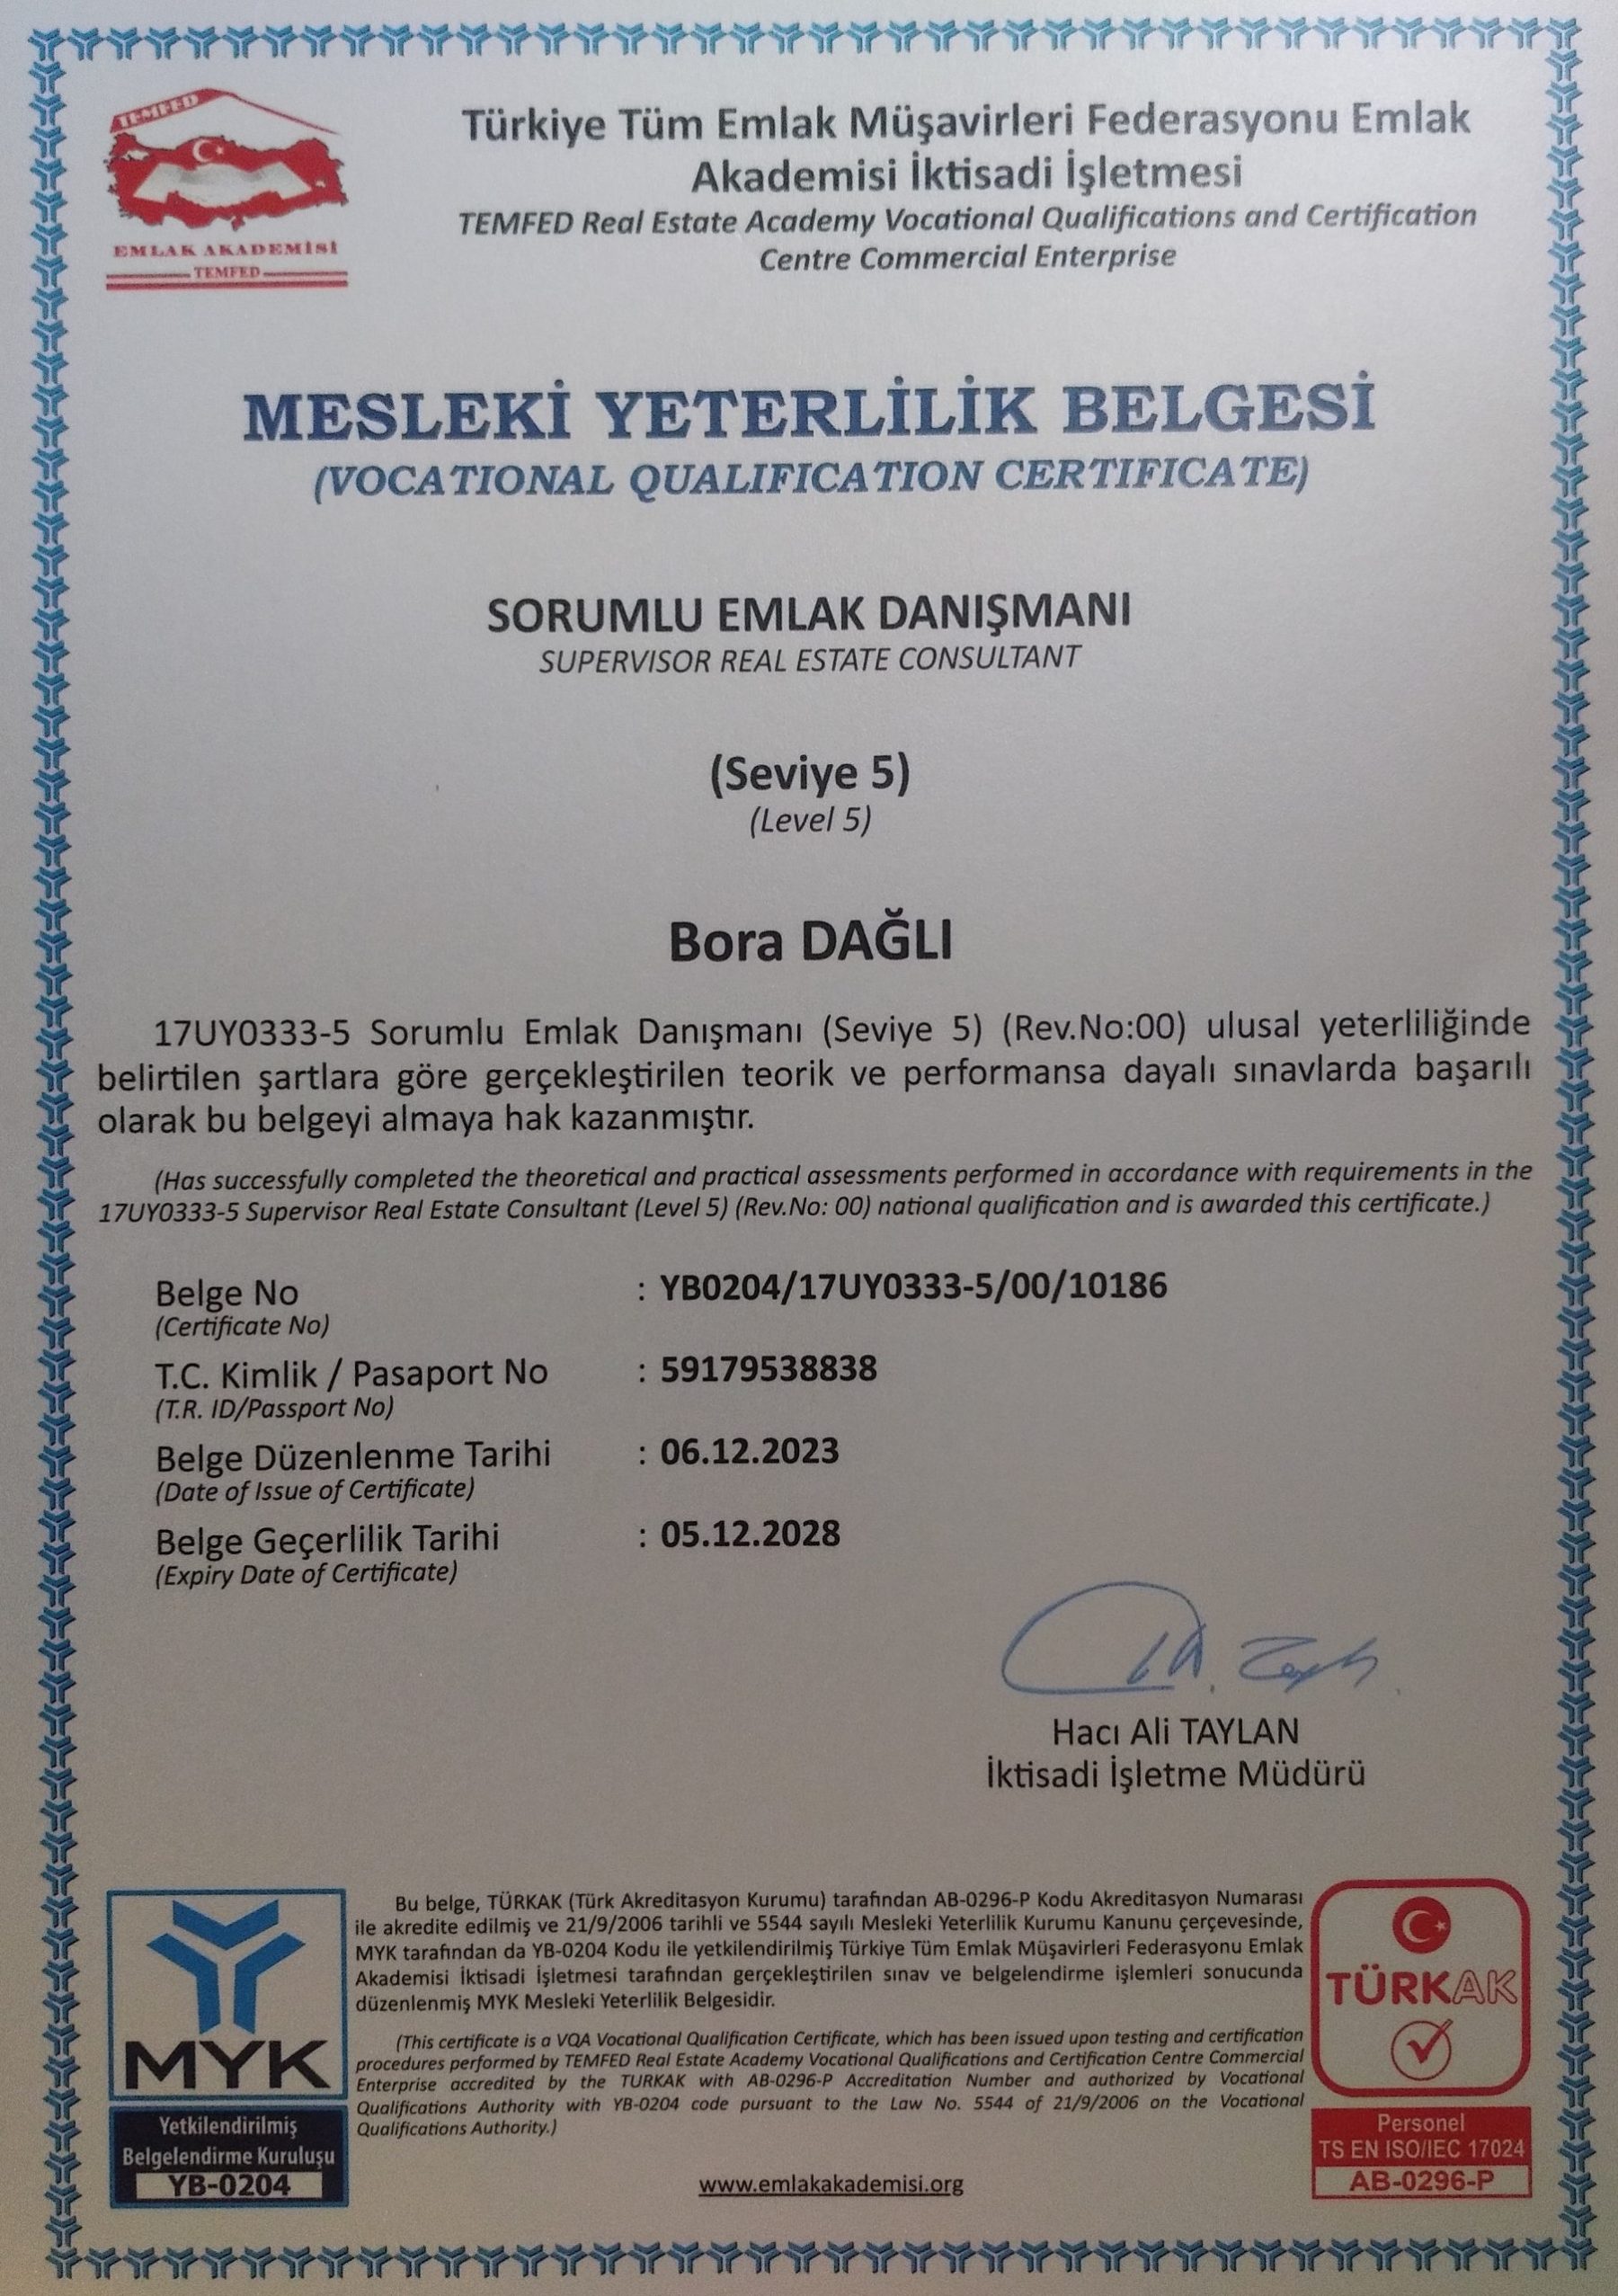 TEMFED
EMLAK AKADEMİSİ
TEMFED
Türkiye Tüm Emlak Müşavirleri Federasyonu Emlak
Akademisi İktisadi İşletmesi
TEMFED Real Estate Academy Vocational Qualifications and Certification
Centre Commercial Enterprise
MESLEKİ YETERLİLİK BELGESİ
(VOCATIONAL QUALIFICATION CERTIFICATE)
SORUMLU EMLAK DANIŞMANI
SUPERVISOR REAL ESTATE CONSULTANT
(Seviye 5)
(Level 5)
Bora DAĞLI
17UY0333-5 Sorumlu Emlak Danışmanı (Seviye 5) (Rev.No:00) ulusal yeterliliğinde
belirtilen şartlara göre gerçekleştirilen teorik ve performansa dayalı sınavlarda başarılı
olarak bu belgeyi almaya hak kazanmıştır.
(Has successfully completed the theoretical and practical assessments performed in accordance with requirements in the
17UY0333-5 Supervisor Real Estate Consultant (Level 5) (Rev.No: 00) national qualification and is awarded this certificate.)
Belge No : YB0204/17UY0333-5/00/10186
(Certificate No)
T.C. Kimlik / Pasaport No : 59179538838
(T.R. ID/Passport No)
Belge Düzenlenme Tarihi : 06.12.2023
(Date of Issue of Certificate)
Belge Geçerlilik Tarihi : 05.12.2028
(Expiry Date of Certificate)
Hacı Ali TAYLAN
İktisadi İşletme Müdürü
Bu belge, TÜRKAK (Türk Akreditasyon Kurumu) tarafından AB-0296-P Kodu Akreditasyon Numarası
ile akredite edilmiş ve 21/9/2006 tarihli ve 5544 sayılı Mesleki Yeterlilik Kurumu Kanunu çerçevesinde,
MYK tarafından da YB-0204 Kodu ile yetkilendirilmiş Türkiye Tüm Emlak Müşavirleri Federasyonu Emlak
Akademisi İktisadi İşletmesi tarafından gerçekleştirilen sınav ve belgelendirme işlemleri sonucunda
düzenlenmiş MYK Mesleki Yeterlilik Belgesidir.
(This certificate is a VQA Vocational Qualification Certificate, which has been issued upon testing and certification
procedures performed by TEMFED Real Estate Academy Vocational Qualifications and Certification Centre Commercial
Enterprise accredited by the TURKAK with AB-0296-P Accreditation Number and authorized by Vocational
Qualifications Authority with YB-0204 code pursuant to the Law No. 5544 of 21/9/2006 on the Vocational
Qualifications Authority.)
www.emlakakademisi.org
MYK
Yetkilendirilmiş
Belgelendirme Kuruluşu
YB-0204
TÜRKAK
Personel
TS EN ISO/IEC 17024
AB-0296-P